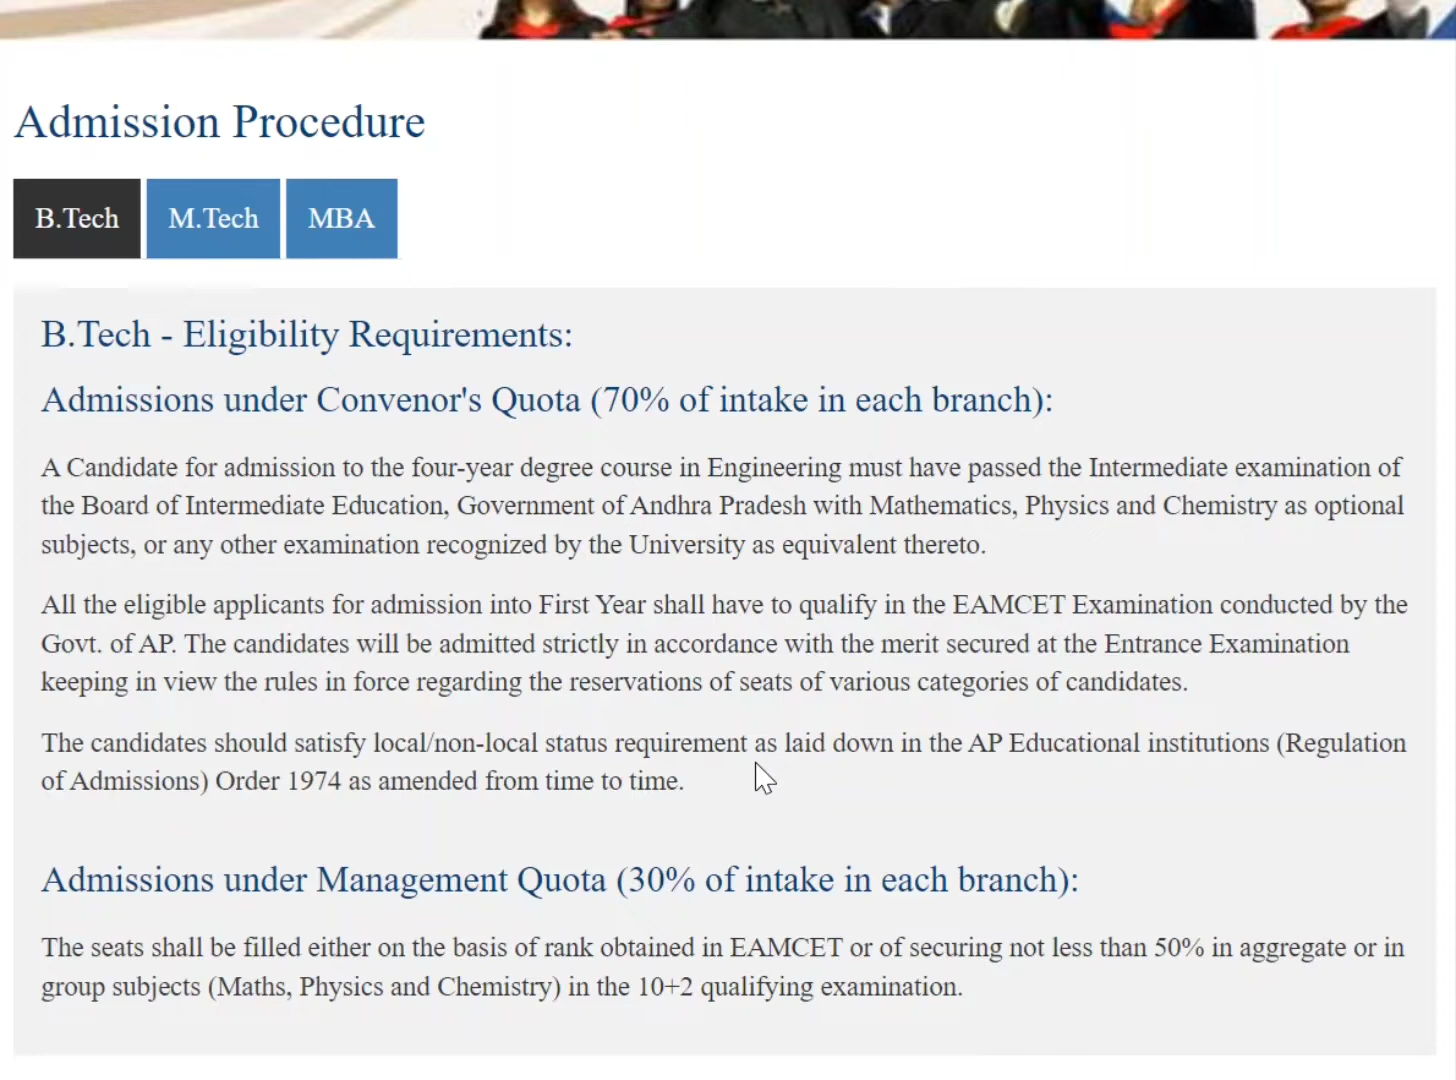 Admission Procedure
B.Tech
M.Tech
MBA
B.Tech - Eligibility Requirements:
Admissions under Convenor's Quota (70% of intake in each branch):
A Candidate for admission to the four-year degree course in Engineering must have passed the Intermediate examination of
the Board of Intermediate Education, Government of Andhra Pradesh with Mathematics, Physics and Chemistry as optional
subjects, or any other examination recognized by the University as equivalent thereto.
All the eligible applicants for admission into First Year shall have to qualify in the EAMCET Examination conducted by the
Govt. of AP. The candidates will be admitted strictly in accordance with the merit secured at the Entrance Examination
keeping in view the rules in force regarding the reservations of seats of various categories of candidates.
The candidates should satisfy local/non-local status requirement as laid down in the AP Educational institutions (Regulation
of Admissions) Order 1974 as amended from time to time.
Admissions under Management Quota (30% of intake in each branch):
The seats shall be filled either on the basis of rank obtained in EAMCET or of securing not less than 50% in aggregate or in
group subjects (Maths, Physics and Chemistry) in the 10+2 qualifying examination.